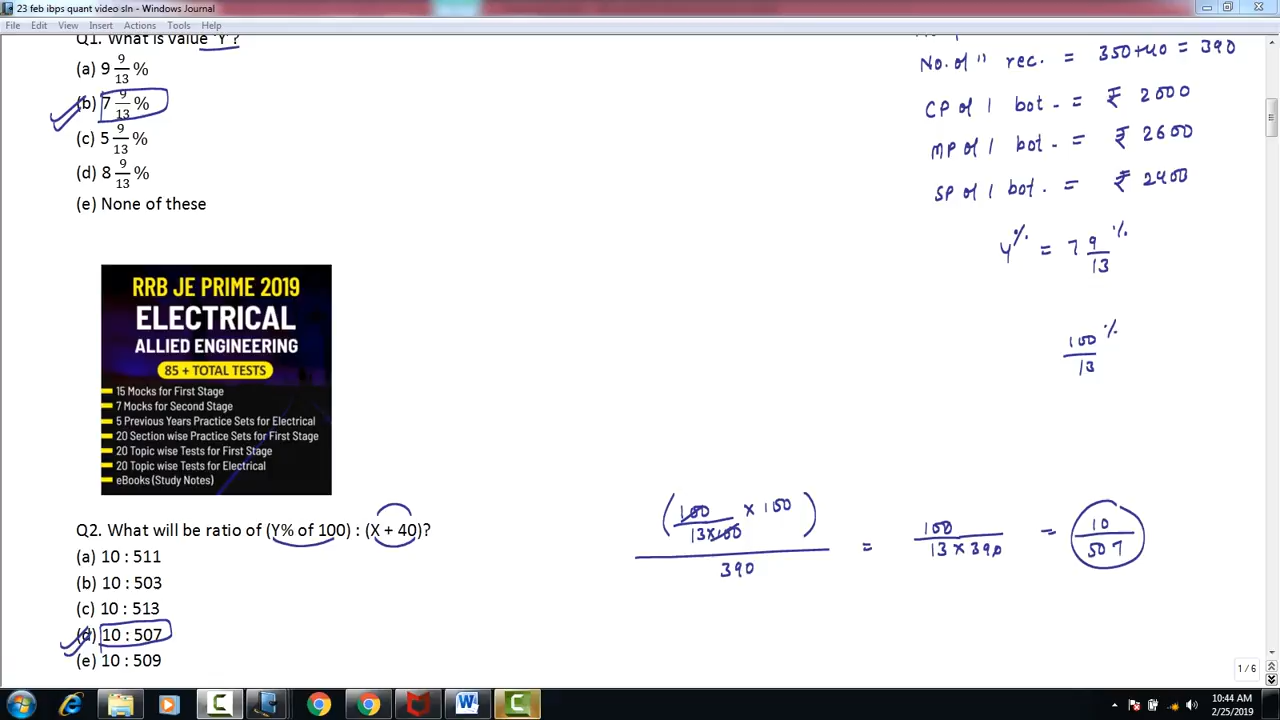 23 feb ibps quant video sln - Windows Journal
File Edit View Insert Actions Tools Help
Q1. What is value 'Y'?
(a) 9 9/13 %
(b) 7 9/13 %
(c) 5 9/13 %
(d) 8 9/13 %
(e) None of these
No. of " rec. = 350+40 = 390
CP of 1 bot. = ₹ 2000
MP of 1 bot. = ₹ 2600
SP of 1 bot. = ₹ 2400
Y% = 7 9/13 %
100/13 %
RRB JE PRIME 2019
ELECTRICAL
ALLIED ENGINEERING
85 + TOTAL TESTS
15 Mocks for First Stage
7 Mocks for Second Stage
5 Previous Years Practice Sets for Electrical
20 Section wise Practice Sets for First Stage
20 Topic wise Tests for First Stage
20 Topic wise Tests for Electrical
eBooks (Study Notes)
Q2. What will be ratio of (Y% of 100) : (X + 40)?
(a) 10 : 511
(b) 10 : 503
(c) 10 : 513
(d) 10 : 507
(e) 10 : 509
(100/13×100 × 100)/390 = 100/13×390 = 10/507
1 / 6
10:44 AM
2/25/2019